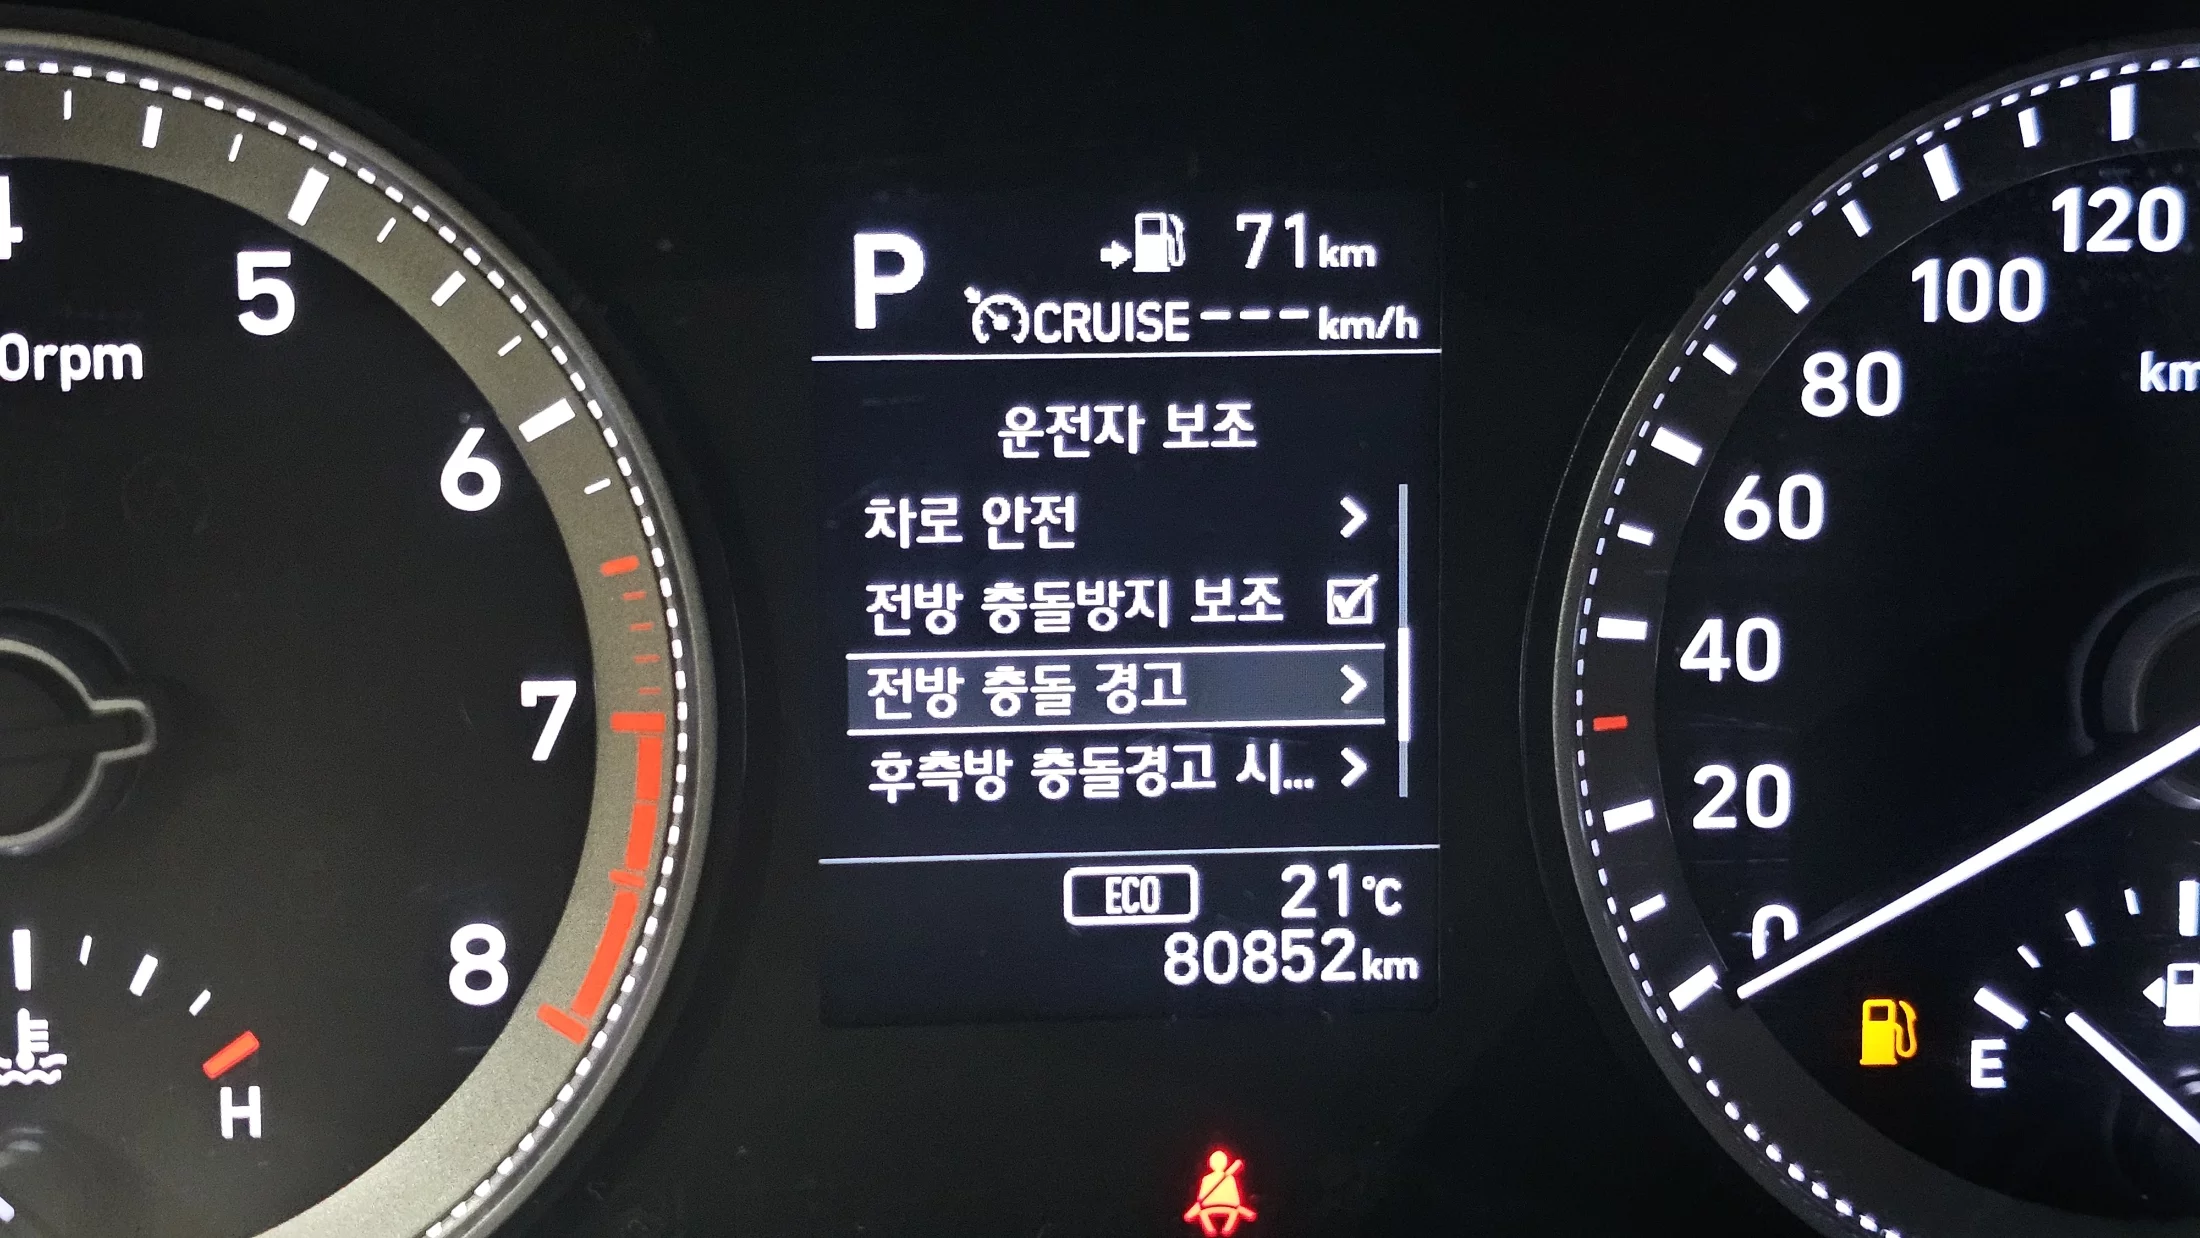 P
71km
CRUISE---km/h
운전자 보조
차로 안전 >
전방 충돌방지 보조
전방 충돌 경고 >
후측방 충돌경고 시... >
ECO 21°C
80852km
4
5
6
7
8
0rpm
H
120
100
80
60
40
20
0
km
E